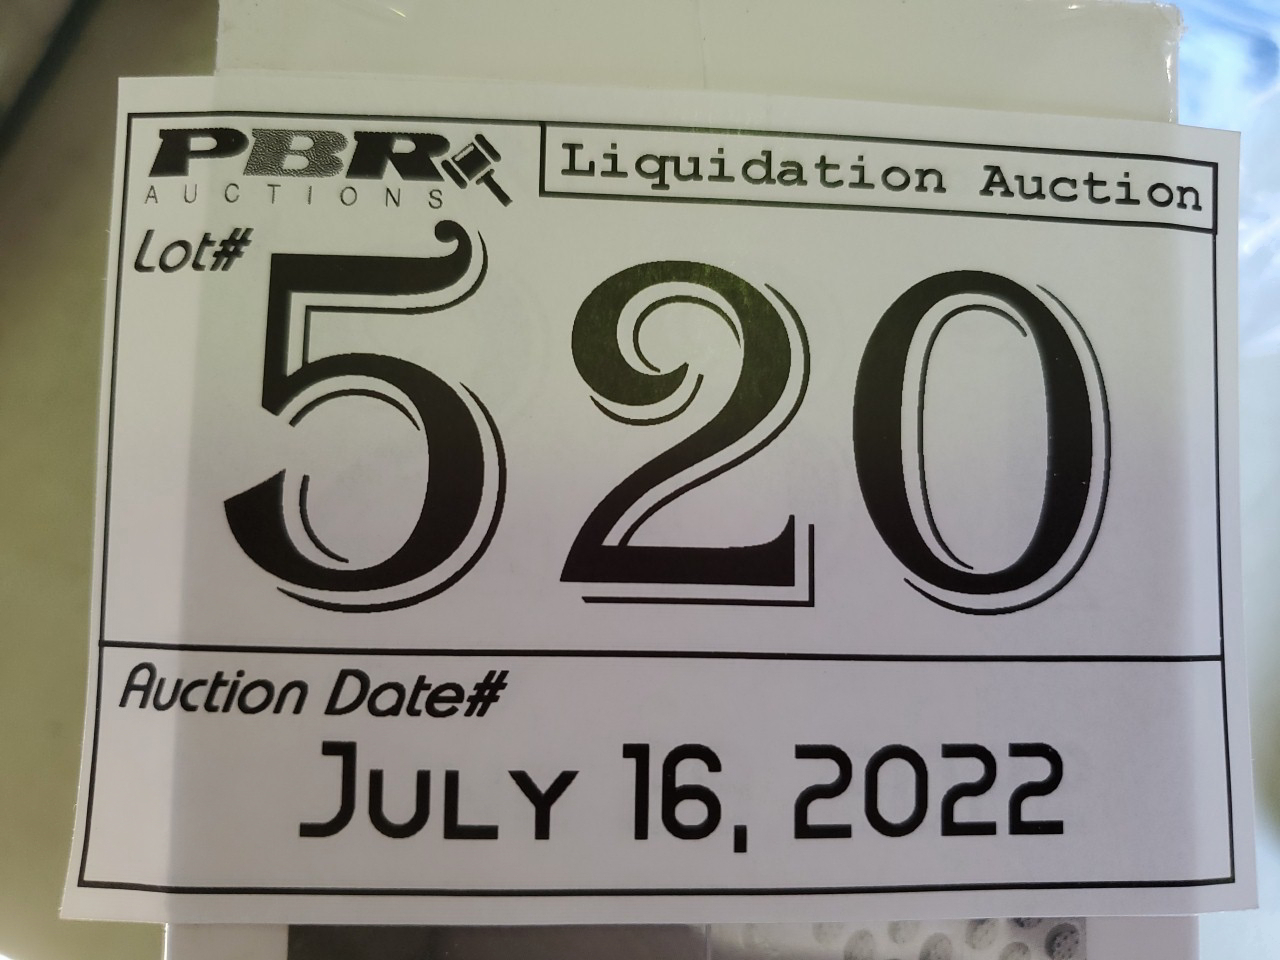 PBR
AUCTIONS
Liquidation Auction
Lot#
520
Auction Date#
July 16, 2022